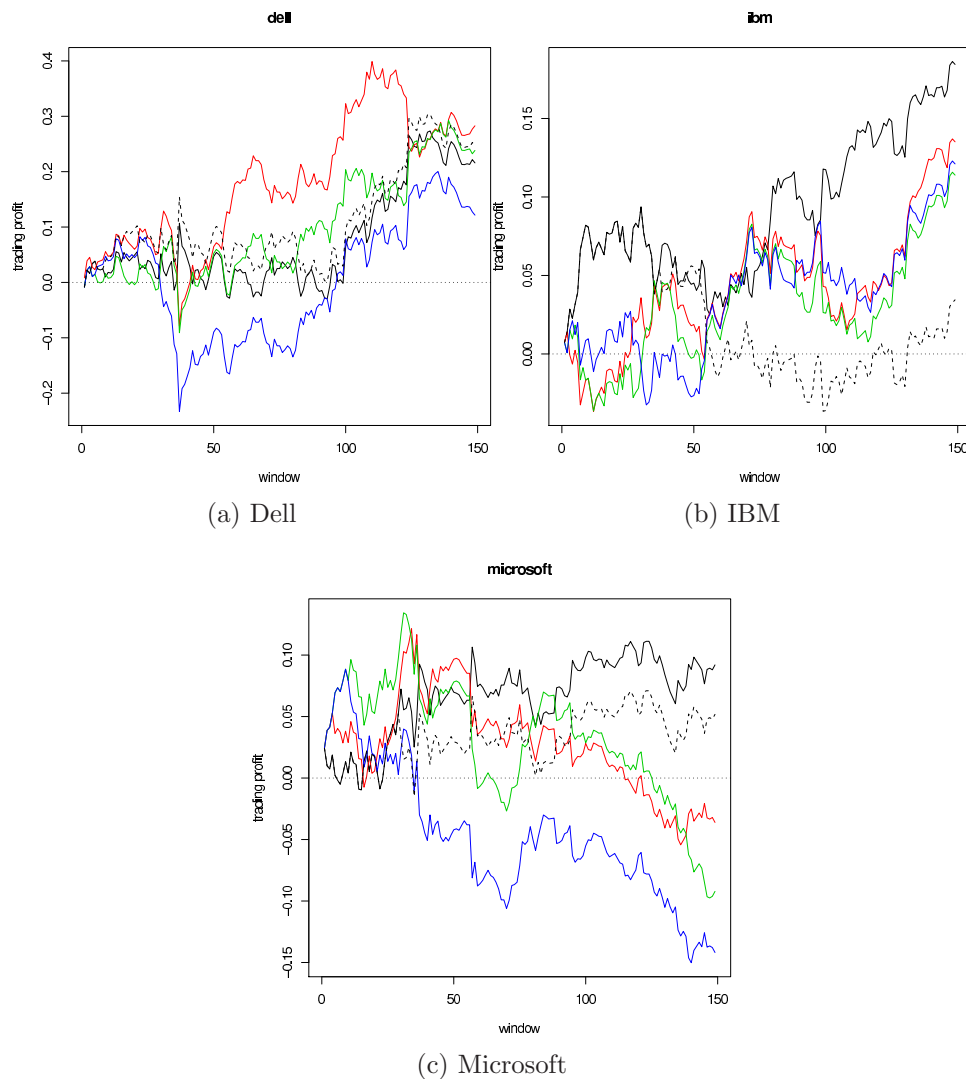 dell
trading profit
0.4
0.3
0.2
0.1
0.0
−0.1
−0.2
0 50 100 150
window
(a) Dell
ibm
trading profit
0.15
0.10
0.05
0.00
0 50 100 150
window
(b) IBM
microsoft
trading profit
0.10
0.05
0.00
−0.05
−0.10
−0.15
0 50 100 150
window
(c) Microsoft